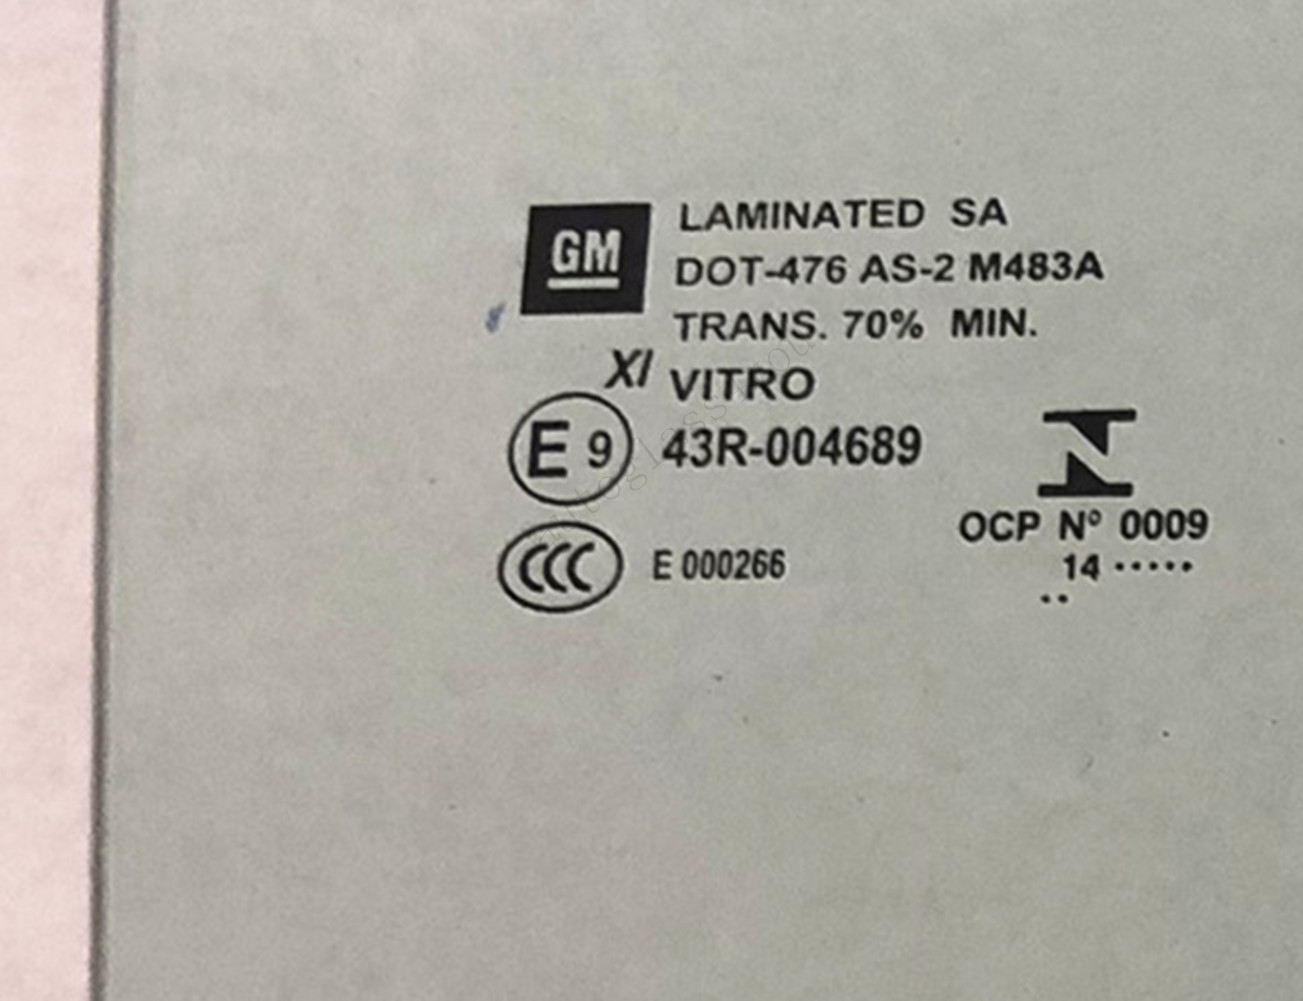 GM
LAMINATED SA
DOT-476 AS-2 M483A
TRANS. 70% MIN.
XI VITRO
E 9 43R-004689
CCC E 000266
OCP Nº 0009
14 .....
..